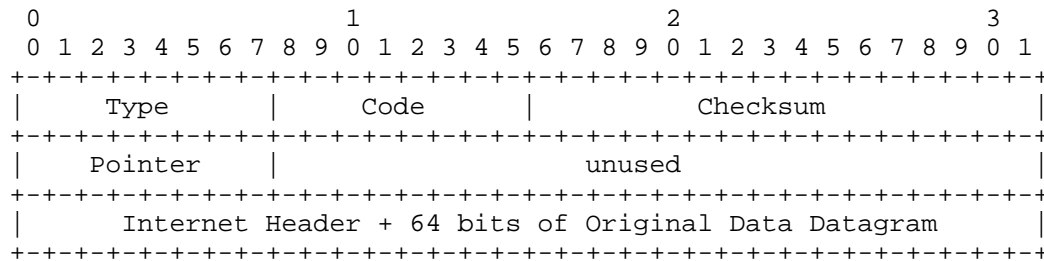 0                   1                   2                   3
0 1 2 3 4 5 6 7 8 9 0 1 2 3 4 5 6 7 8 9 0 1 2 3 4 5 6 7 8 9 0 1
+-+-+-+-+-+-+-+-+-+-+-+-+-+-+-+-+-+-+-+-+-+-+-+-+-+-+-+-+-+-+-+-+
|     Type      |     Code      |          Checksum             |
+-+-+-+-+-+-+-+-+-+-+-+-+-+-+-+-+-+-+-+-+-+-+-+-+-+-+-+-+-+-+-+-+
|    Pointer    |                   unused                      |
+-+-+-+-+-+-+-+-+-+-+-+-+-+-+-+-+-+-+-+-+-+-+-+-+-+-+-+-+-+-+-+-+
|      Internet Header + 64 bits of Original Data Datagram      |
+-+-+-+-+-+-+-+-+-+-+-+-+-+-+-+-+-+-+-+-+-+-+-+-+-+-+-+-+-+-+-+-+